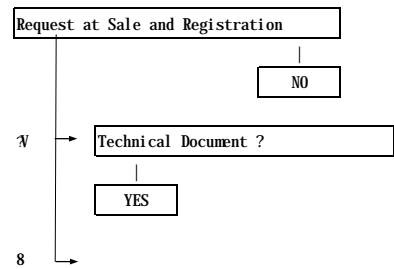 Request at Sale and Registration
NO
Technical Document ?
YES
8